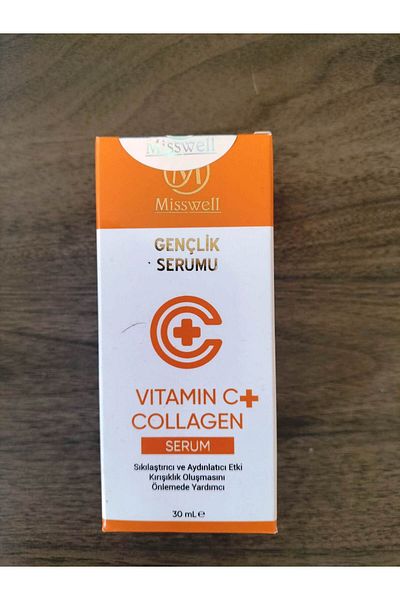 Misswell
M
Misswell
GENÇLİK
SERUMU
C
VITAMIN C+
COLLAGEN
SERUM
Sıkılaştırıcı ve Aydınlatıcı Etki
Kırışıklık Oluşmasını
Önlemede Yardımcı
30 mL ℮